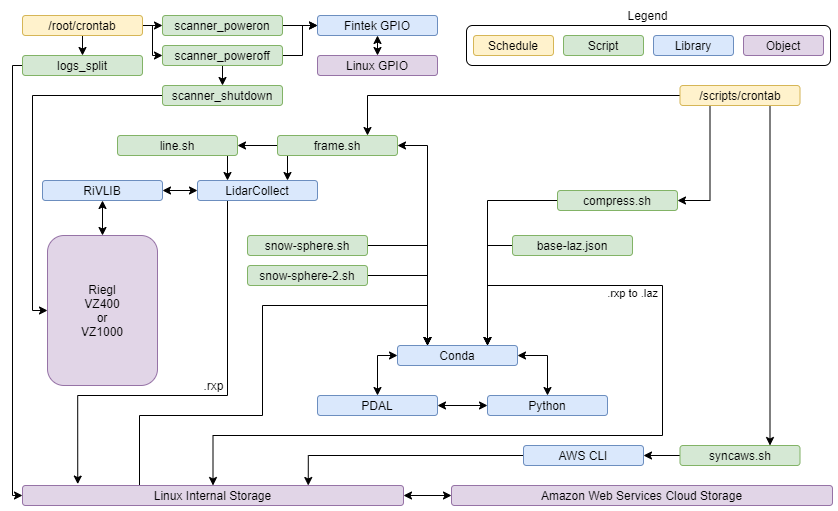 Legend
/root/crontab
scanner_poweron
Fintek GPIO
Schedule
Script
Library
Object
logs_split
scanner_poweroff
Linux GPIO
scanner_shutdown
/scripts/crontab
line.sh
frame.sh
RiVLIB
LidarCollect
compress.sh
snow-sphere.sh
base-laz.json
snow-sphere-2.sh
Riegl
VZ400
or
VZ1000
.rxp to .laz
Conda
.rxp
PDAL
Python
AWS CLI
syncaws.sh
Linux Internal Storage
Amazon Web Services Cloud Storage